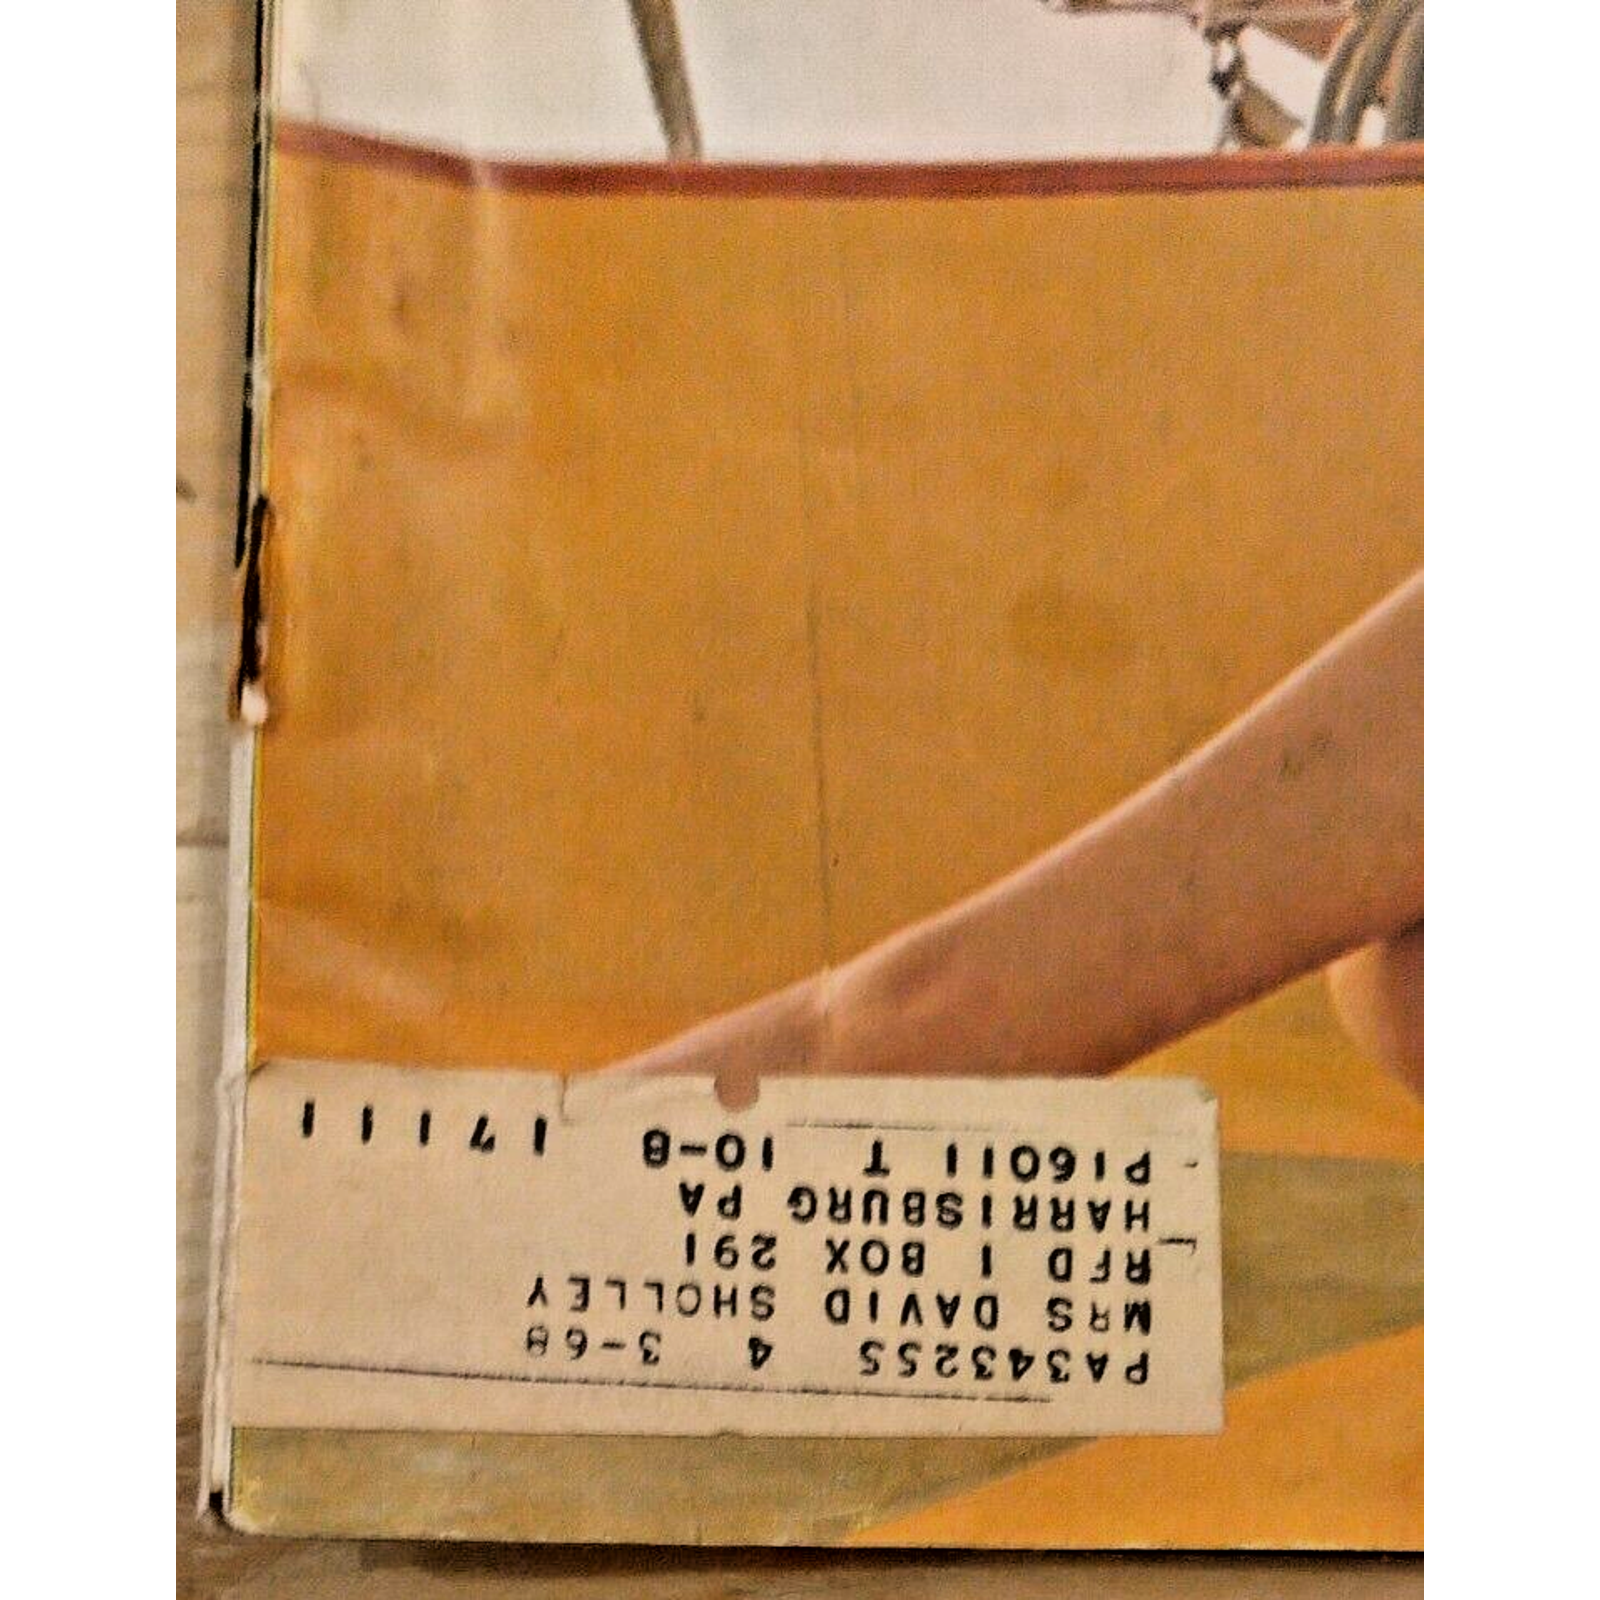 PA343255 4 3-68
MRS DAVID SHOLLEY
RFD 1 BOX 291
HARRISBURG PA
P16011 T 10-8 17111